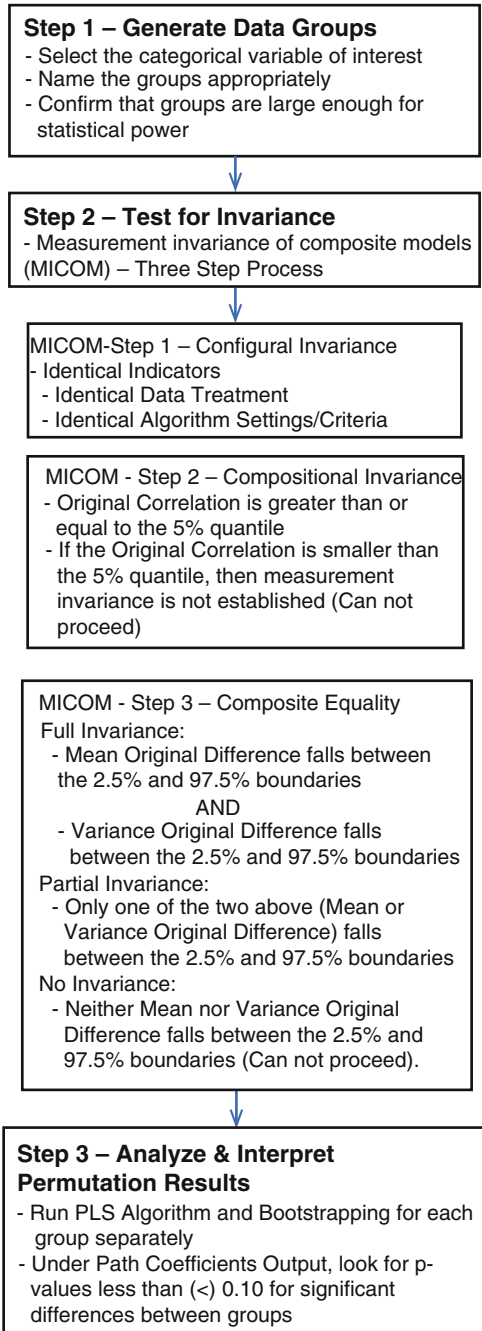 Step 1 – Generate Data Groups
- Select the categorical variable of interest
- Name the groups appropriately
- Confirm that groups are large enough for
statistical power
Step 2 – Test for Invariance
- Measurement invariance of composite models
(MICOM) – Three Step Process
MICOM-Step 1 – Configural Invariance
- Identical Indicators
- Identical Data Treatment
- Identical Algorithm Settings/Criteria
MICOM - Step 2 – Compositional Invariance
- Original Correlation is greater than or
equal to the 5% quantile
- If the Original Correlation is smaller than
the 5% quantile, then measurement
invariance is not established (Can not
proceed)
MICOM - Step 3 – Composite Equality
Full Invariance:
- Mean Original Difference falls between
the 2.5% and 97.5% boundaries
AND
- Variance Original Difference falls
between the 2.5% and 97.5% boundaries
Partial Invariance:
- Only one of the two above (Mean or
Variance Original Difference) falls
between the 2.5% and 97.5% boundaries
No Invariance:
- Neither Mean nor Variance Original
Difference falls between the 2.5% and
97.5% boundaries (Can not proceed).
Step 3 – Analyze & Interpret
Permutation Results
- Run PLS Algorithm and Bootstrapping for each
group separately
- Under Path Coefficients Output, look for p-
values less than (<) 0.10 for significant
differences between groups